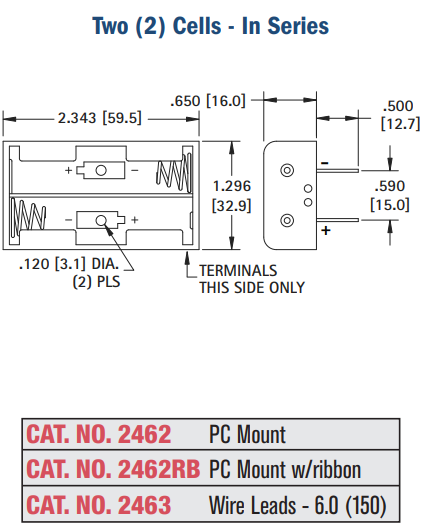 Two (2) Cells - In Series
.650 [16.0]
.500
[12.7]
2.343 [59.5]
+ -
1.296
[32.9]
-
.590
[15.0]
- +
+
.120 [3.1] DIA.
(2) PLS
TERMINALS
THIS SIDE ONLY
CAT. NO. 2462 PC Mount
CAT. NO. 2462RB PC Mount w/ribbon
CAT. NO. 2463 Wire Leads - 6.0 (150)